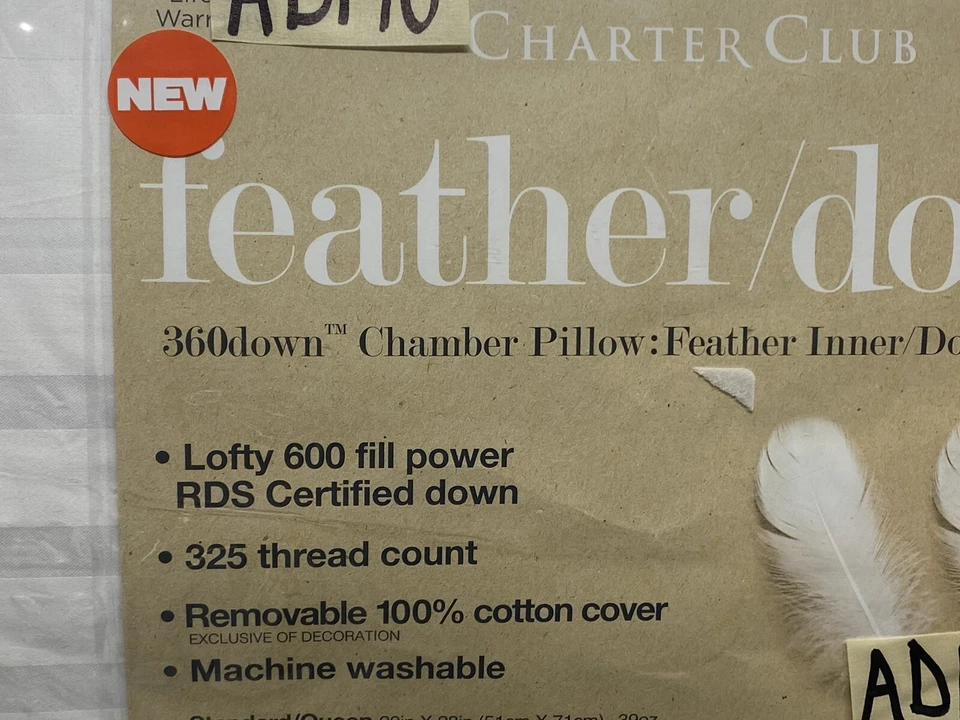 CHARTER CLUB
NEW
feather/do
360down™ Chamber Pillow:Feather Inner/Do
• Lofty 600 fill power
RDS Certified down
• 325 thread count
• Removable 100% cotton cover
EXCLUSIVE OF DECORATION
• Machine washable
AD